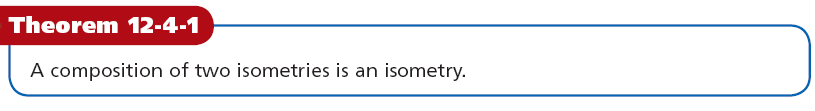 Theorem 12-4-1
A composition of two isometries is an isometry.